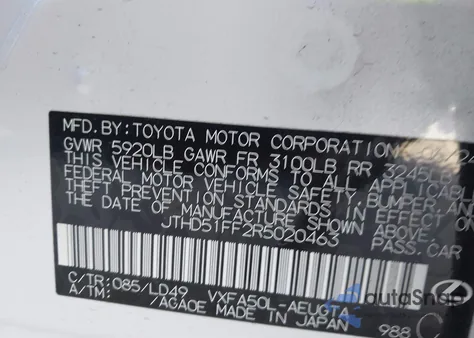 MFD.BY: TOYOTA MOTOR CORPORATION
GVWR 5920LB GAWR FR 3100LB RR 3245LB
THIS VEHICLE CONFORMS TO ALL APPLICABLE
FEDERAL MOTOR VEHICLE SAFETY, BUMPER, AND
THEFT PREVENTION STANDARDS IN EFFECT ON
THE DATE OF MANUFACTURE SHOWN ABOVE.
JTHD51FF2R5020463 PASS.CAR
C/TR: 085/LD49 VXFA50L-AEUGTA
A/TM: /AGA0E MADE IN JAPAN 988
autoSnap